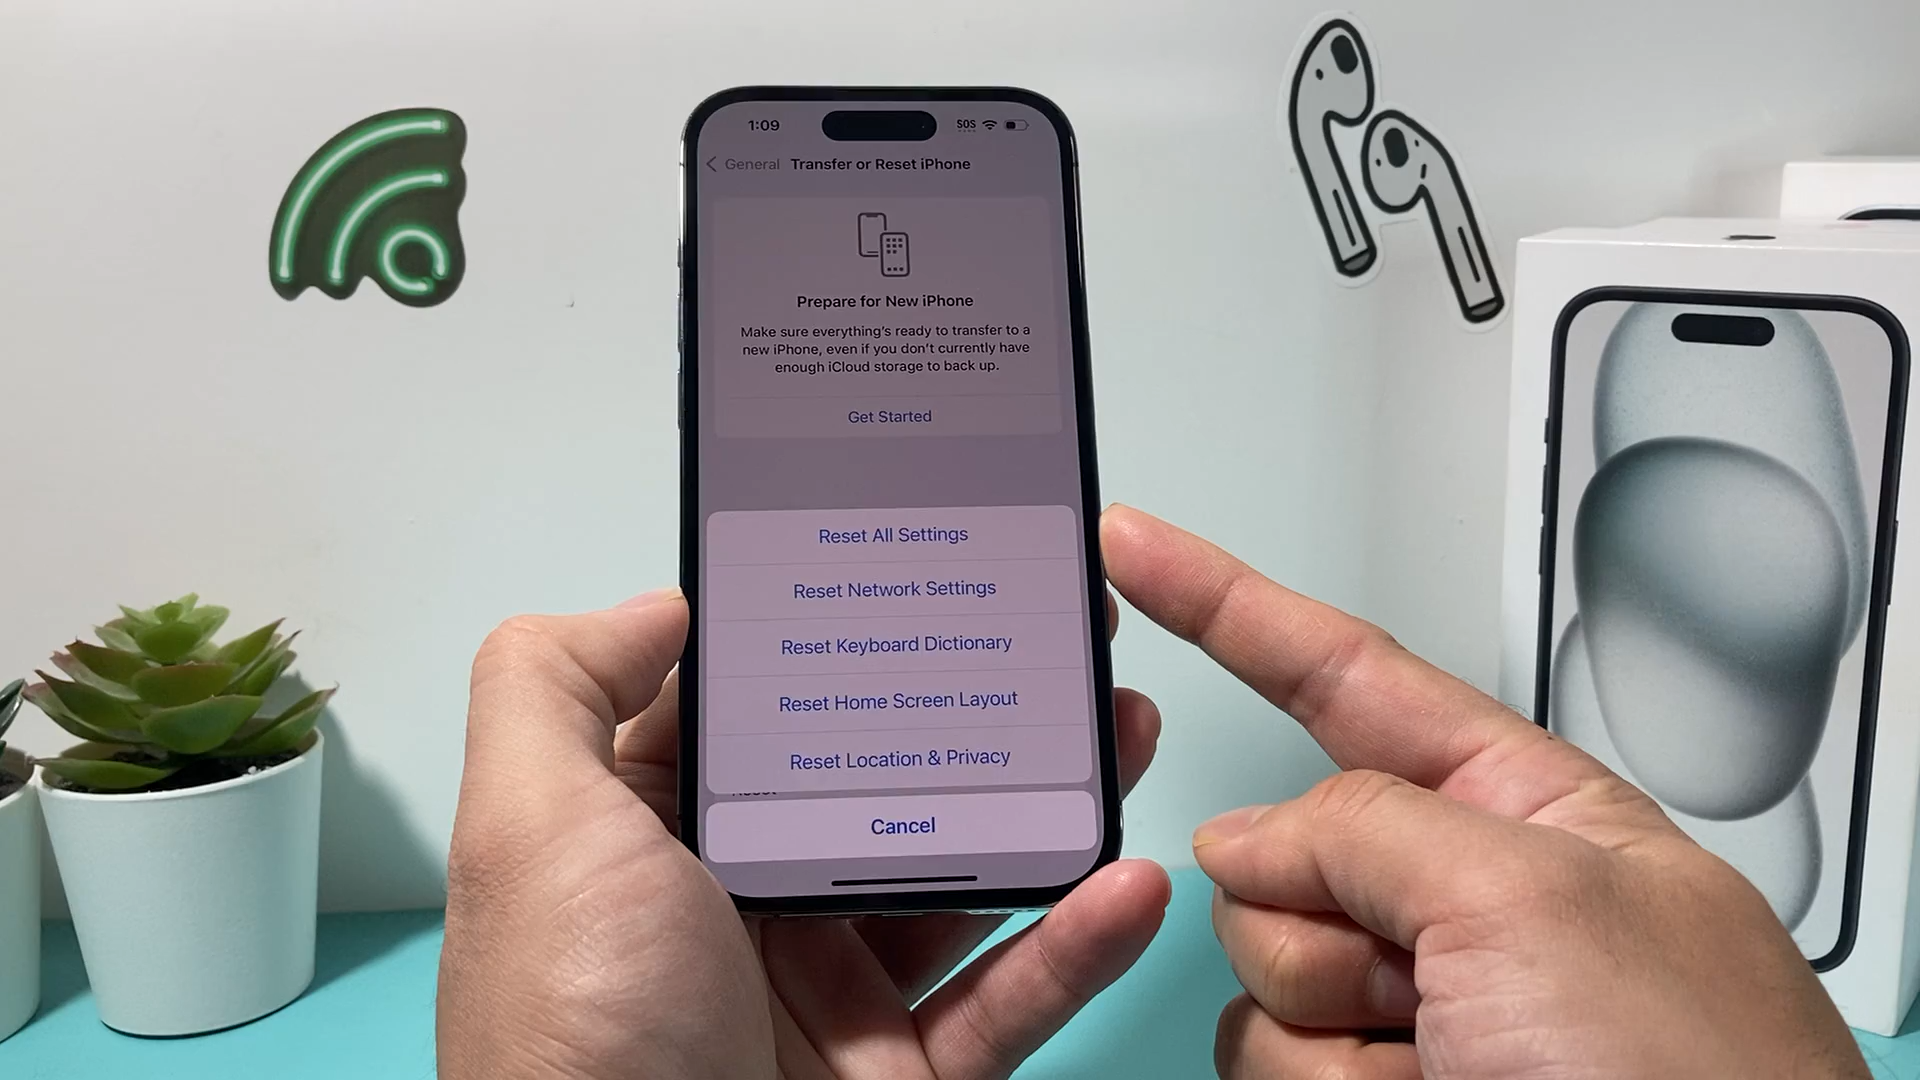 1:09
SOS
General
Transfer or Reset iPhone
Prepare for New iPhone
Make sure everything's ready to transfer to a
new iPhone, even if you don't currently have
enough iCloud storage to back up.
Get Started
Reset All Settings
Reset Network Settings
Reset Keyboard Dictionary
Reset Home Screen Layout
Reset Location & Privacy
Cancel